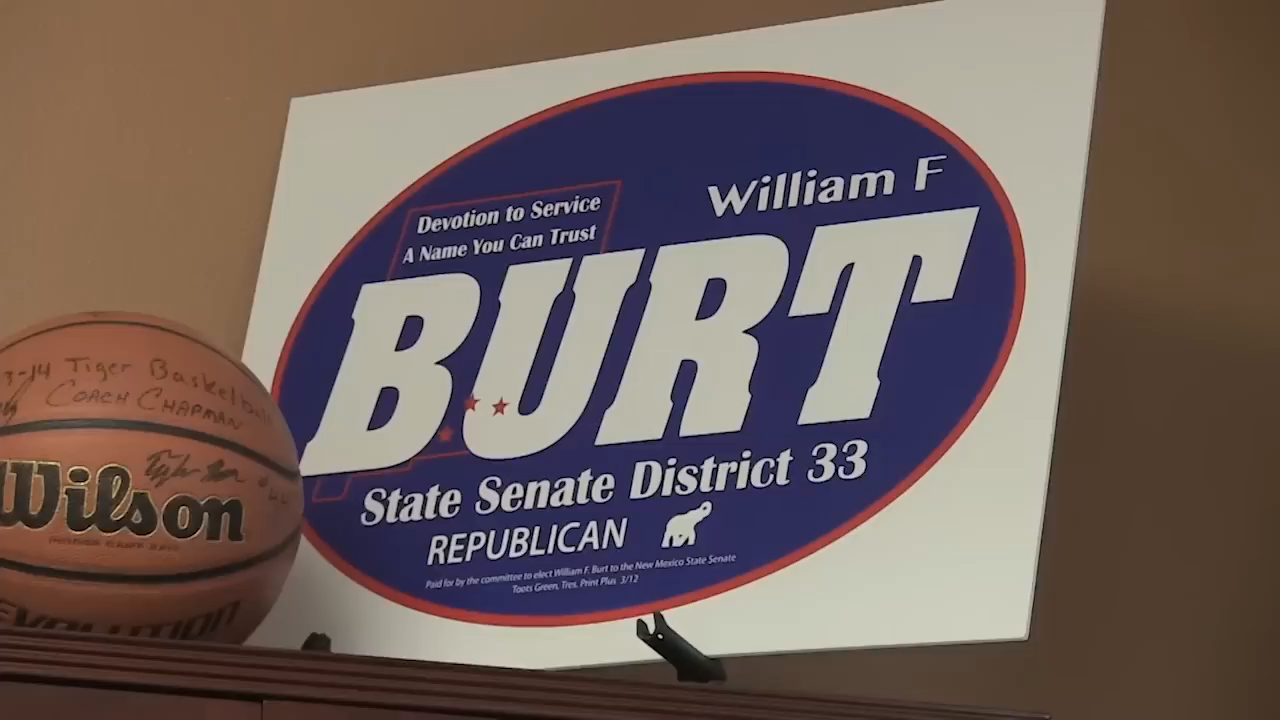 William F
Devotion to Service
A Name You Can Trust
BURT
State Senate District 33
REPUBLICAN
Paid for by the committee to elect William F. Burt to the New Mexico State Senate
Toots Green, Tres. Print Plus 3/12
3-14 Tiger Basketball
COACH CHAPMAN
Wilson
EVOLUTION